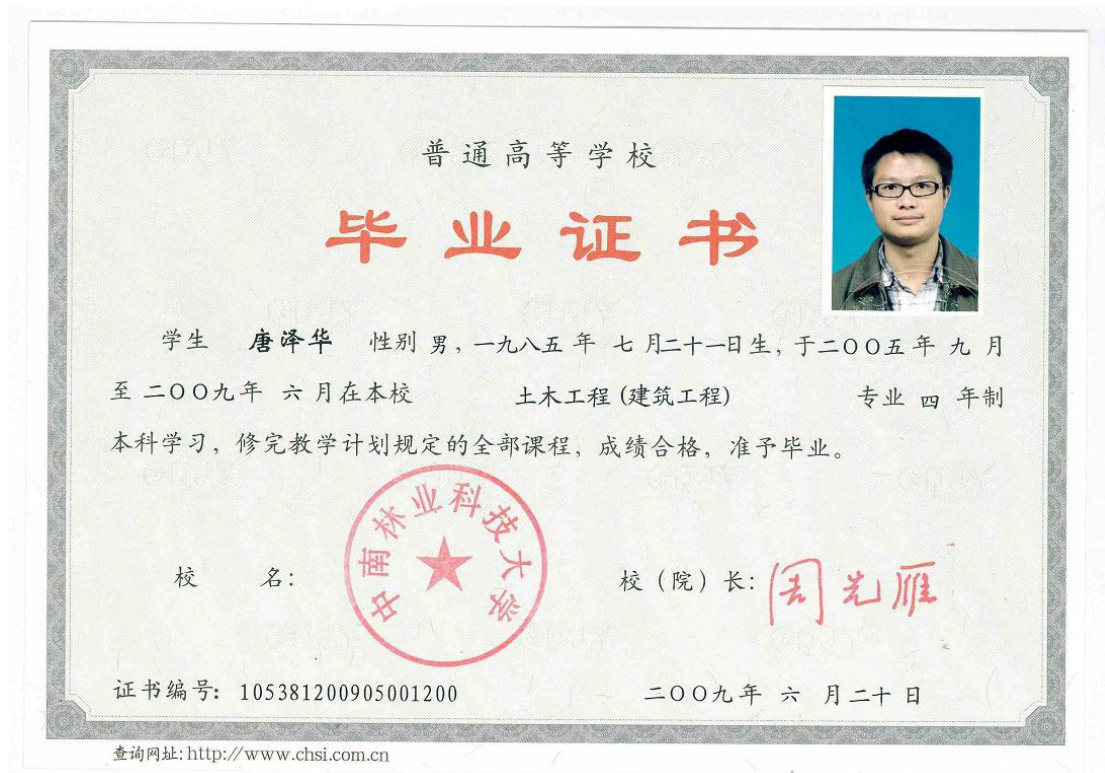 普通高等学校
毕业证书
学生 唐泽华 性别 男，一九八五 年 七 月二十一日生，于二〇〇五 年 九 月
至 二〇〇九年 六 月在本校 土木工程 (建筑工程) 专业 四 年制
本科学习，修完教学计划规定的全部课程，成绩合格，准予毕业。
中南林业科技大学
校 名： 校（院）长：周先雁
证书编号：105381200905001200 二〇〇九年 六 月二十 日
查询网址:http://www.chsi.com.cn